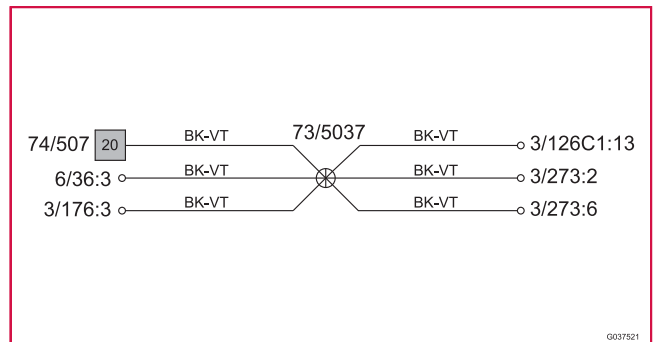 73/5037
74/507 20 BK-VT BK-VT 3/126C1:13
6/36:3 BK-VT BK-VT 3/273:2
3/176:3 BK-VT BK-VT 3/273:6
G037521